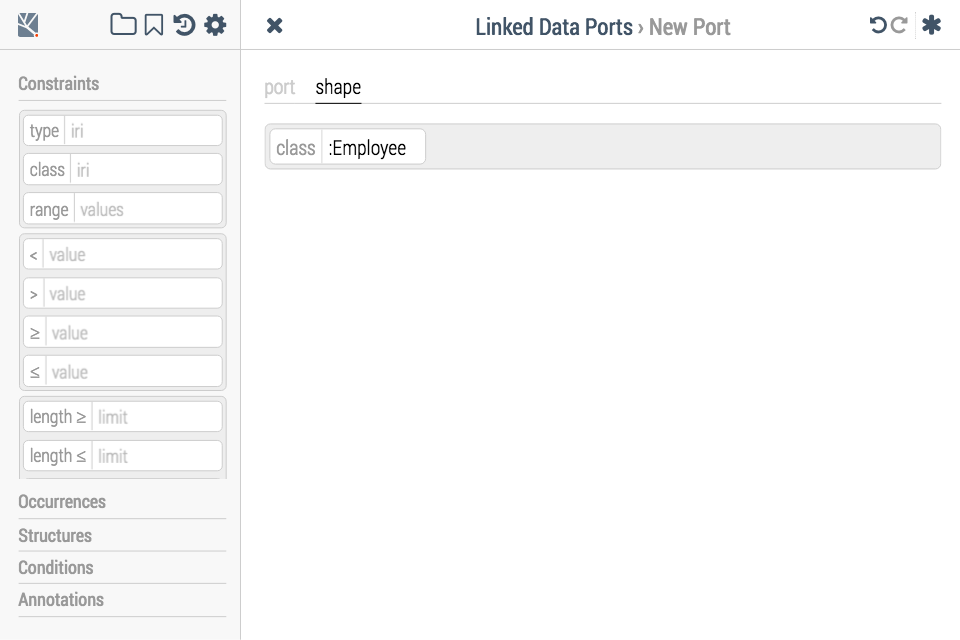 Linked Data Ports › New Port
Constraints
type iri
class iri
range values
< value
> value
≥ value
≤ value
length ≥ limit
length ≤ limit
Occurrences
Structures
Conditions
Annotations
port shape
class :Employee